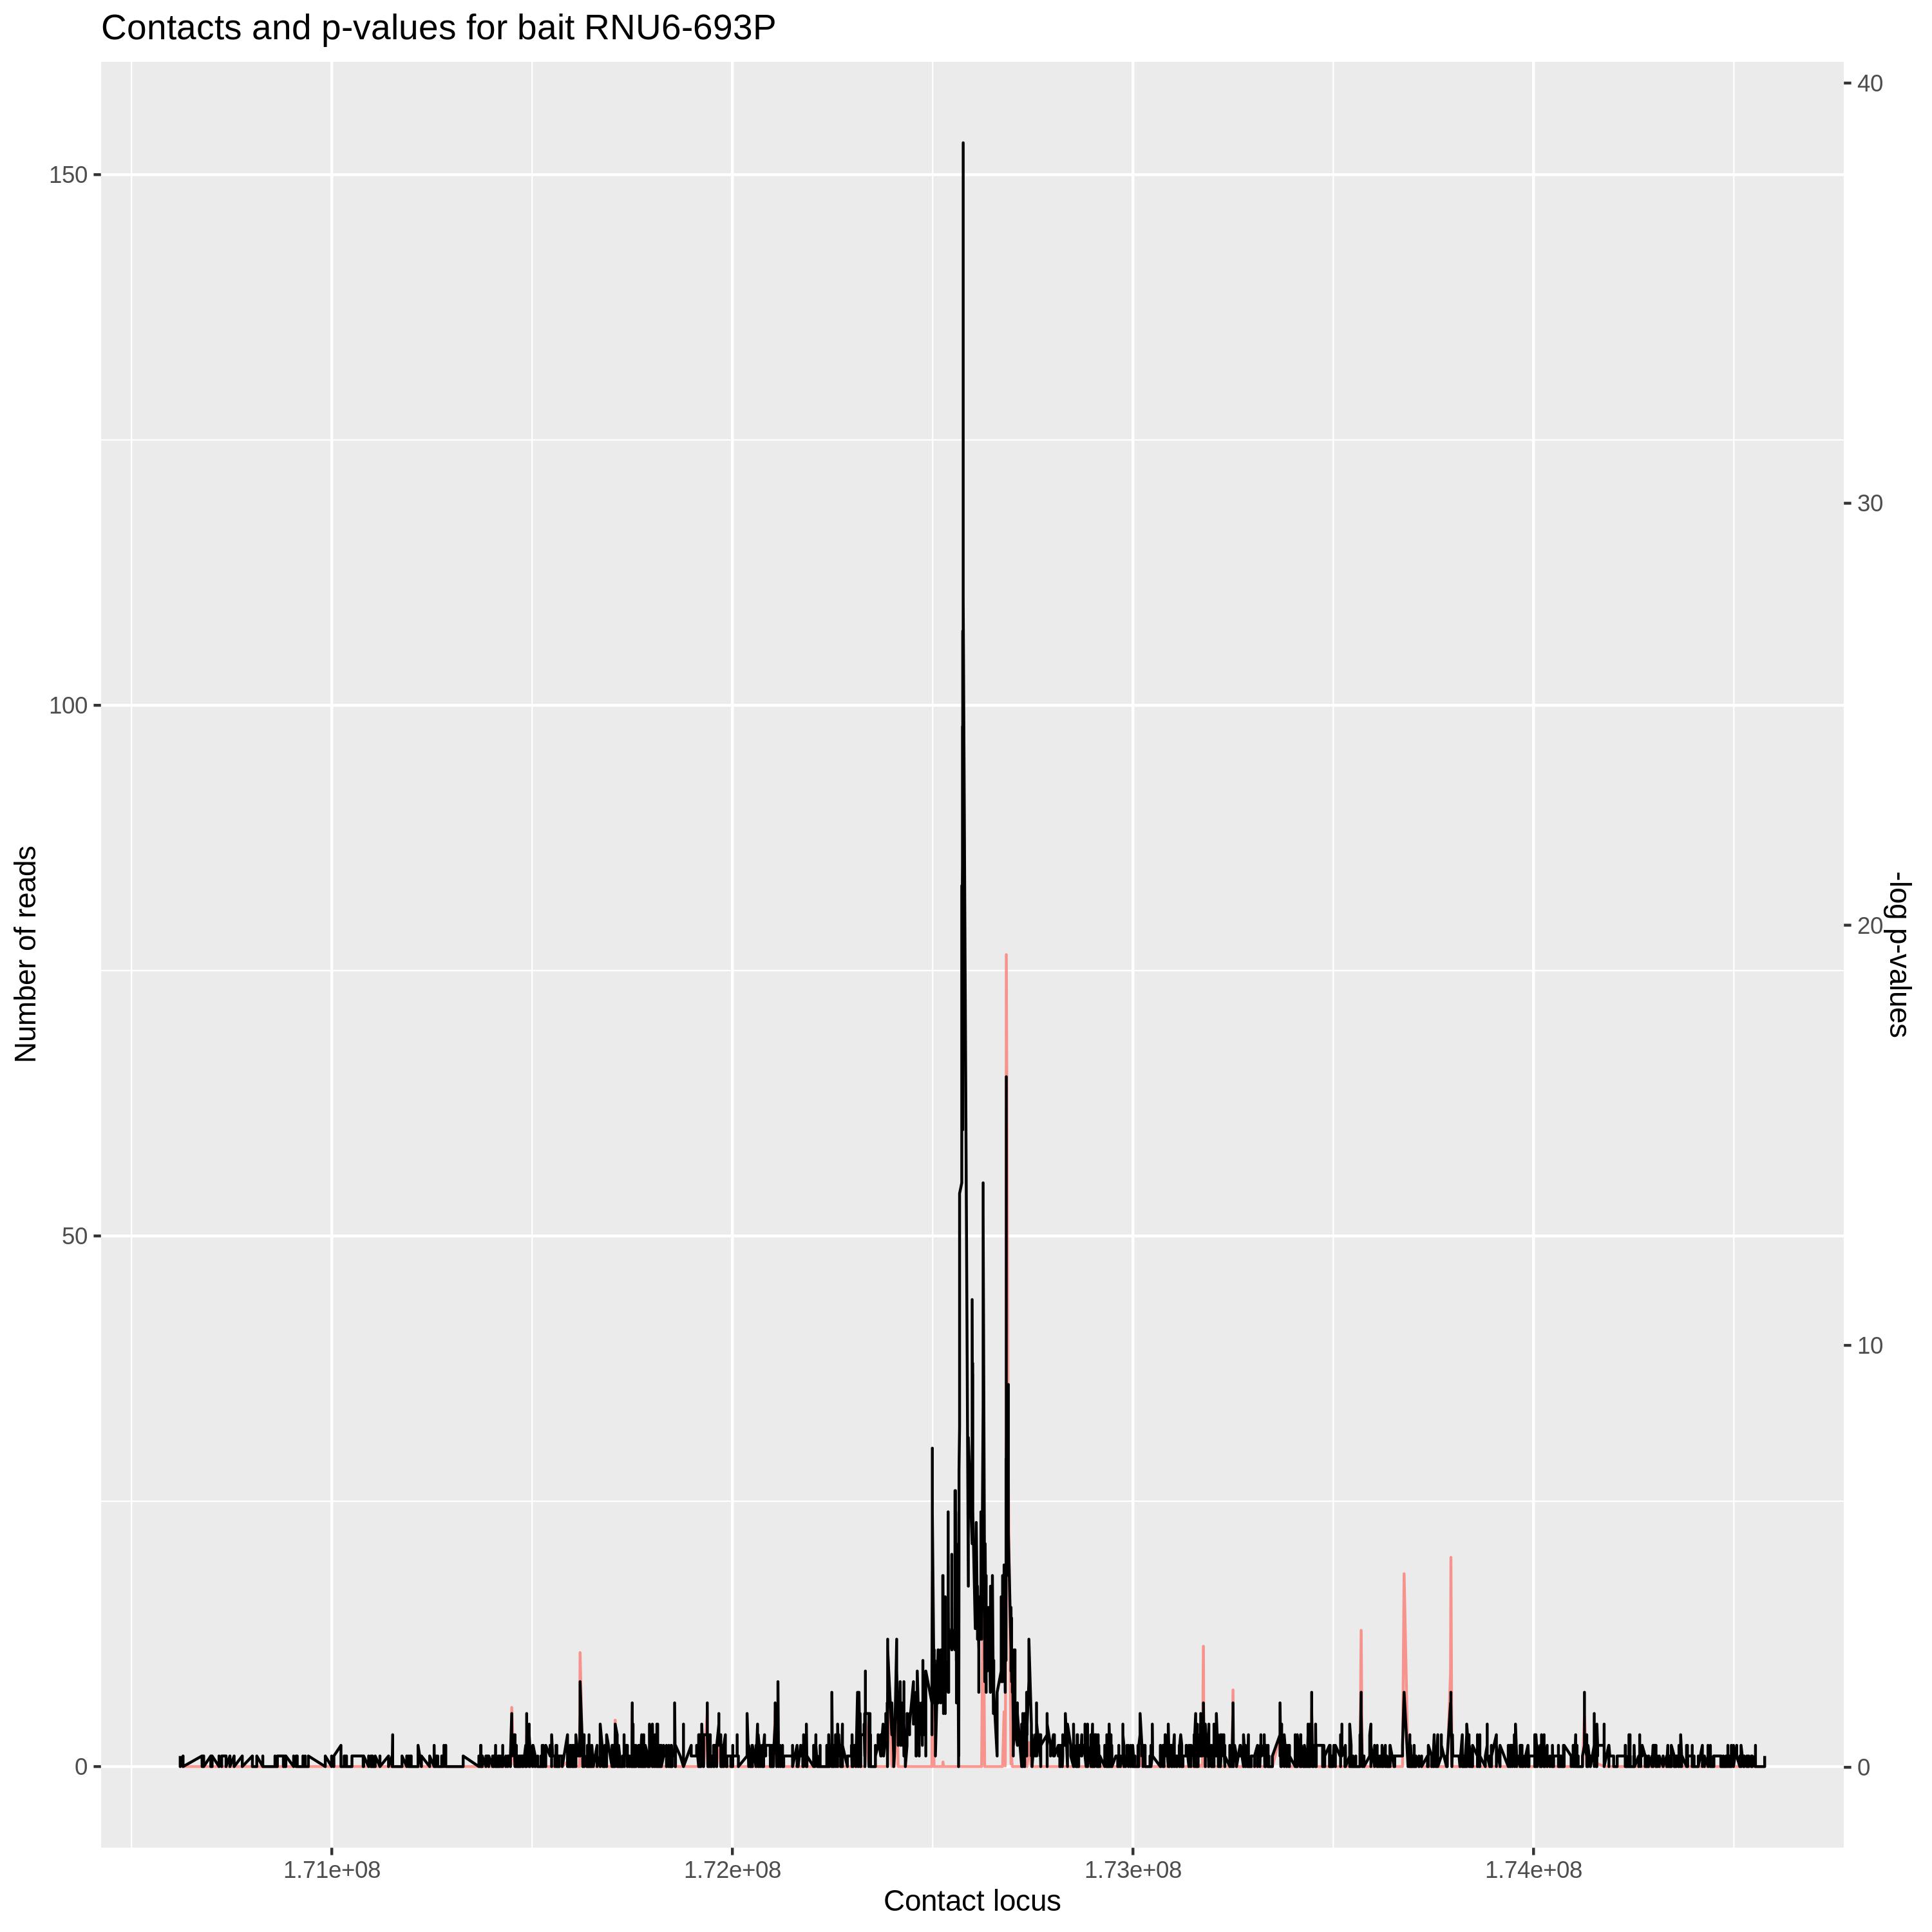 Contacts and p-values for bait RNU6-693P
150
100
50
0
Number of reads
40
30
20
10
0
-log p-values
1.71e+08
1.72e+08
1.73e+08
1.74e+08
Contact locus